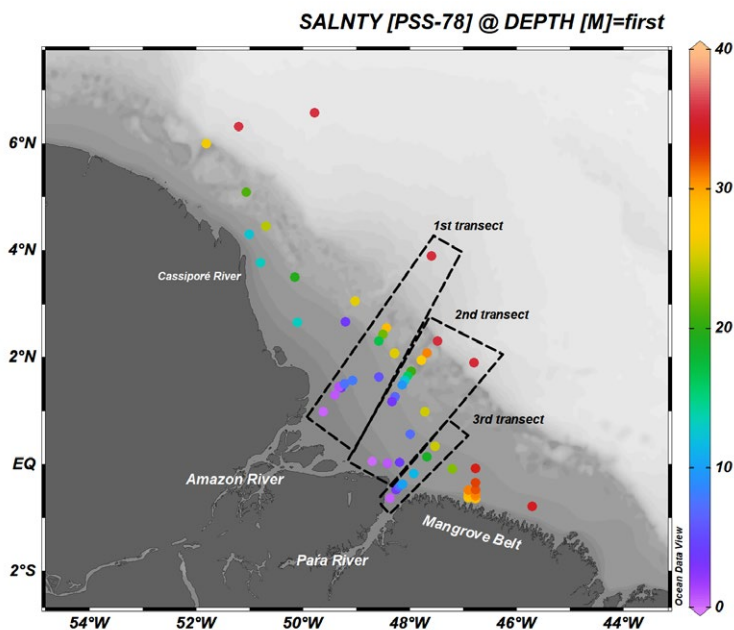 SALNTY [PSS-78] @ DEPTH [M]=first
40
6°N
30
1st transect
4°N
Cassiporé River
2nd transect
20
2°N
3rd transect
EQ
Amazon River
10
Mangrove Belt
Para River
2°S
Ocean Data View
0
54°W
52°W
50°W
48°W
46°W
44°W